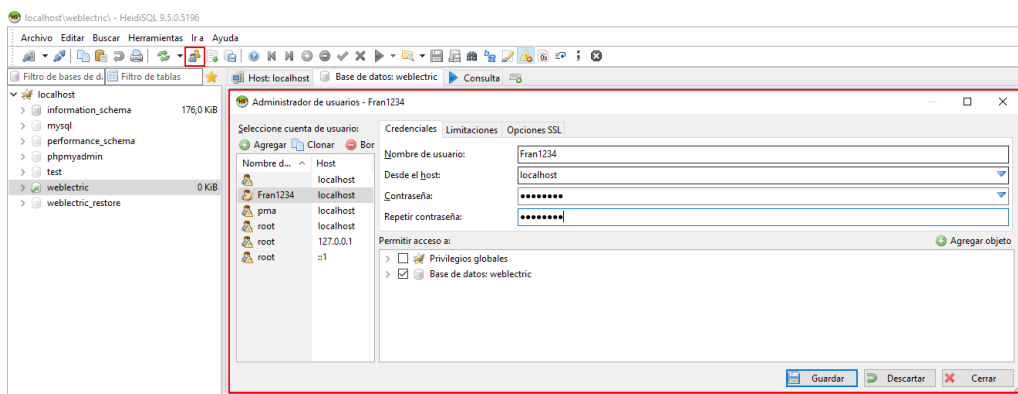 localhost\weblectric\ - HeidiSQL 9.5.0.5196
Archivo Editar Buscar Herramientas Ir a Ayuda
Filtro de bases de d Filtro de tablas
Host: localhost Base de datos: weblectric Consulta
localhost
information_schema 176,0 KiB
mysql
performance_schema
phpmyadmin
test
weblectric 0 KiB
weblectric_restore
Administrador de usuarios - Fran1234
Seleccione cuenta de usuario:
Agregar Clonar Bor
Nombre d... Host
localhost
Fran1234 localhost
pma localhost
root localhost
root 127.0.0.1
root ::1
Credenciales Limitaciones Opciones SSL
Nombre de usuario: Fran1234
Desde el host: localhost
Contraseña: ●●●●●●●●
Repetir contraseña: ●●●●●●●●
Permitir acceso a: Agregar objeto
Privilegios globales
Base de datos: weblectric
Guardar Descartar Cerrar